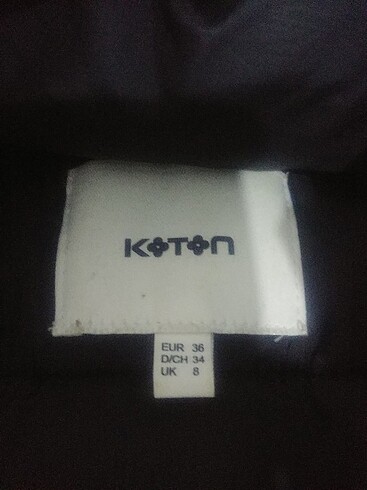 KOTON
EUR 36
D/CH 34
UK 8